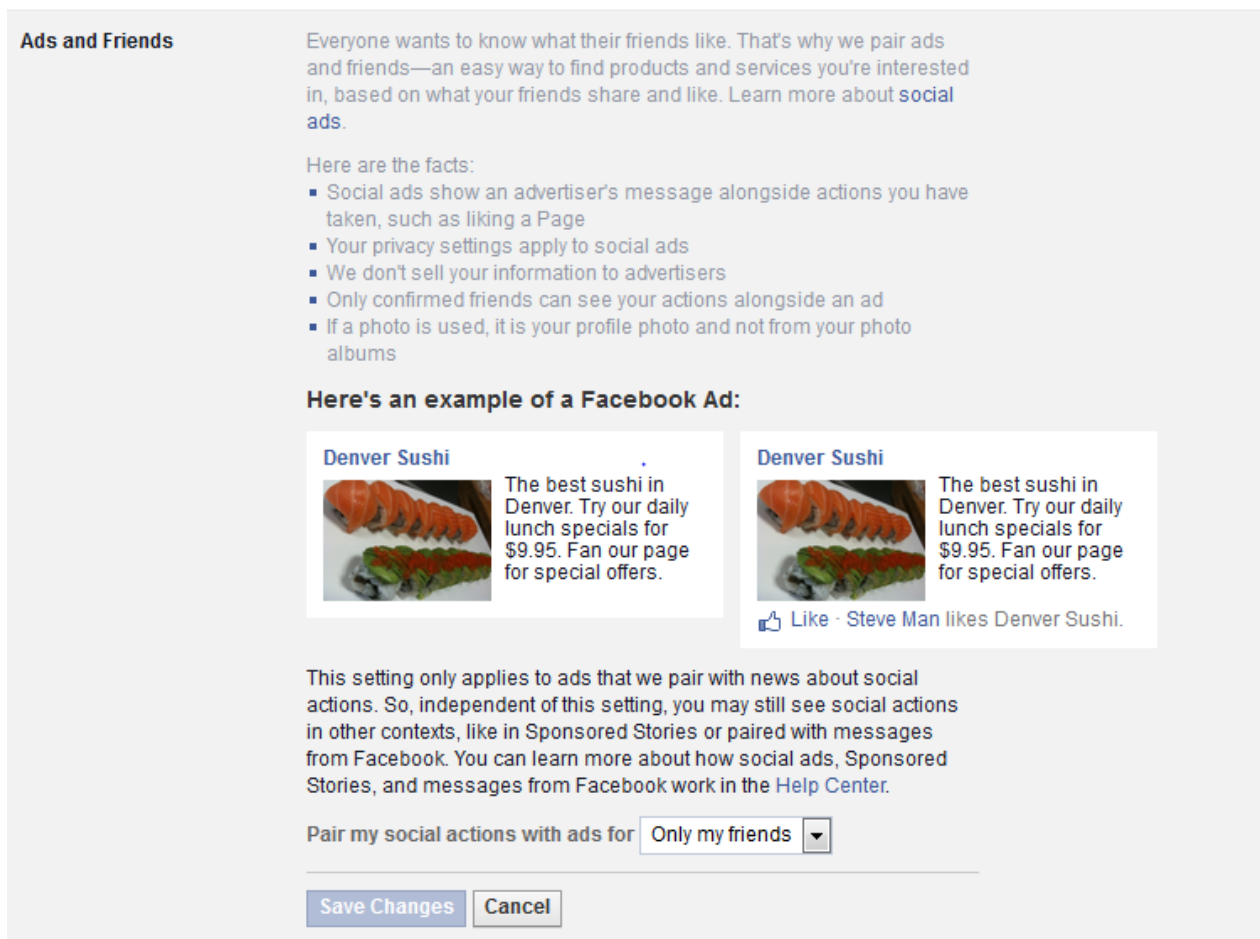 Ads and Friends
Everyone wants to know what their friends like. That's why we pair ads
and friends—an easy way to find products and services you're interested
in, based on what your friends share and like. Learn more about social
ads.
Here are the facts:
Social ads show an advertiser's message alongside actions you have
taken, such as liking a Page
Your privacy settings apply to social ads
We don't sell your information to advertisers
Only confirmed friends can see your actions alongside an ad
If a photo is used, it is your profile photo and not from your photo
albums
Here's an example of a Facebook Ad:
Denver Sushi
The best sushi in
Denver. Try our daily
lunch specials for
$9.95. Fan our page
for special offers.
Denver Sushi
The best sushi in
Denver. Try our daily
lunch specials for
$9.95. Fan our page
for special offers.
Like · Steve Man likes Denver Sushi.
This setting only applies to ads that we pair with news about social
actions. So, independent of this setting, you may still see social actions
in other contexts, like in Sponsored Stories or paired with messages
from Facebook. You can learn more about how social ads, Sponsored
Stories, and messages from Facebook work in the Help Center.
Pair my social actions with ads for Only my friends
Save Changes Cancel